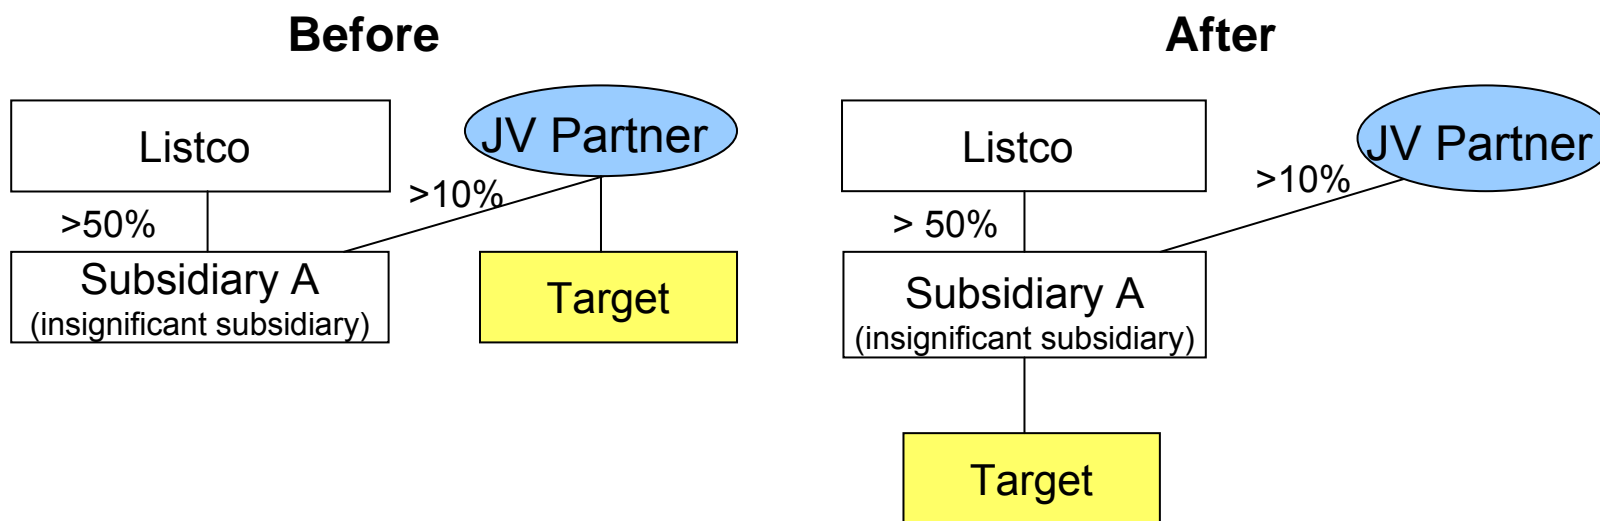 Before
Listco
JV Partner
>10%
>50%
Subsidiary A
(insignificant subsidiary)
Target
After
Listco
JV Partner
>10%
> 50%
Subsidiary A
(insignificant subsidiary)
Target